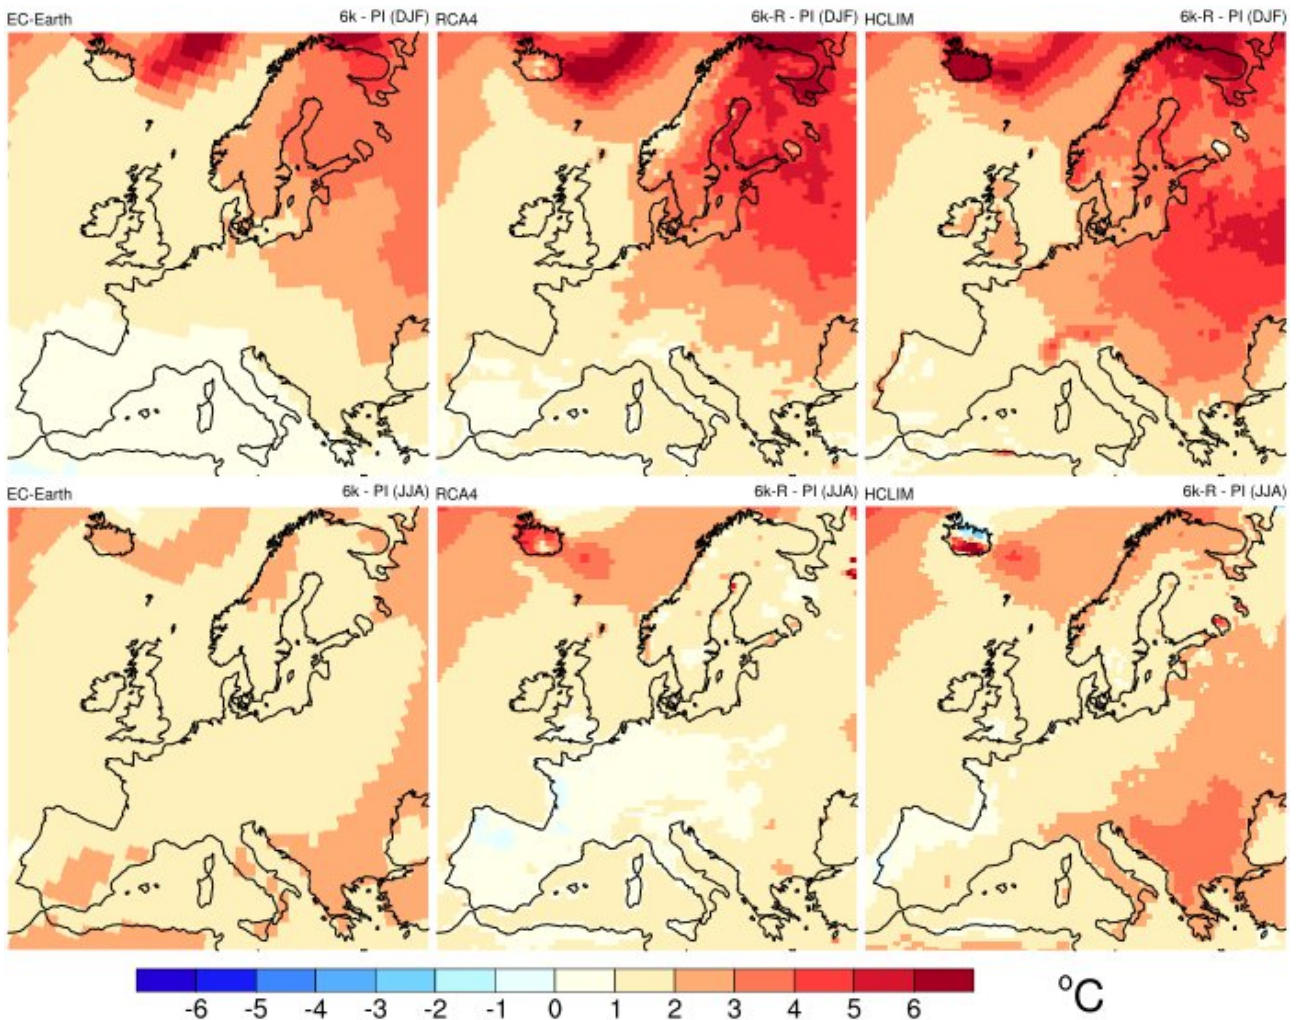 EC-Earth 6k - PI (DJF) RCA4 6k-R - PI (DJF) HCLIM 6k-R - PI (DJF)
EC-Earth 6k - PI (JJA) RCA4 6k-R - PI (JJA) HCLIM 6k-R - PI (JJA)
-6 -5 -4 -3 -2 -1 0 1 2 3 4 5 6 °C